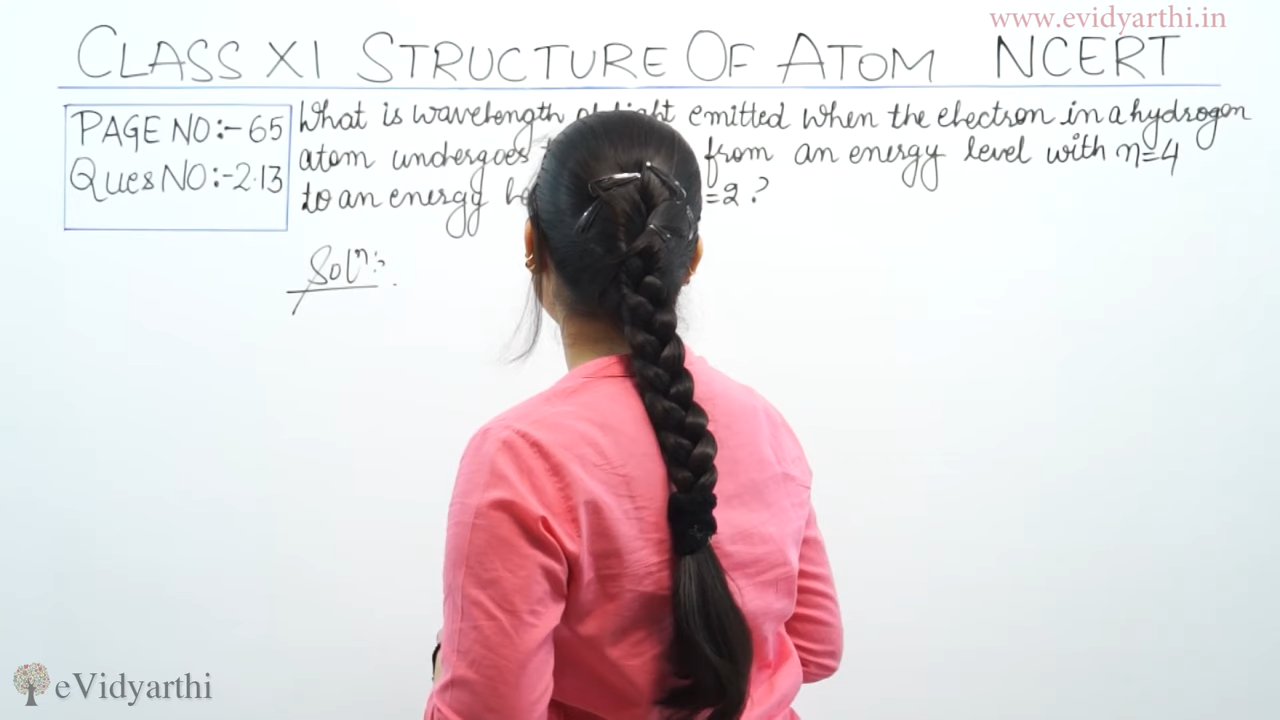 www.evidyarthi.in
CLASS XI STRUCTURE OF ATOM NCERT
PAGE NO:-65
Ques NO:-2.13
What is wavelength light emitted when the electron in a hydrogen
atom undergoes from an energy level with n=4
to an energy =2 ?
Solⁿ:-
eVidyarthi